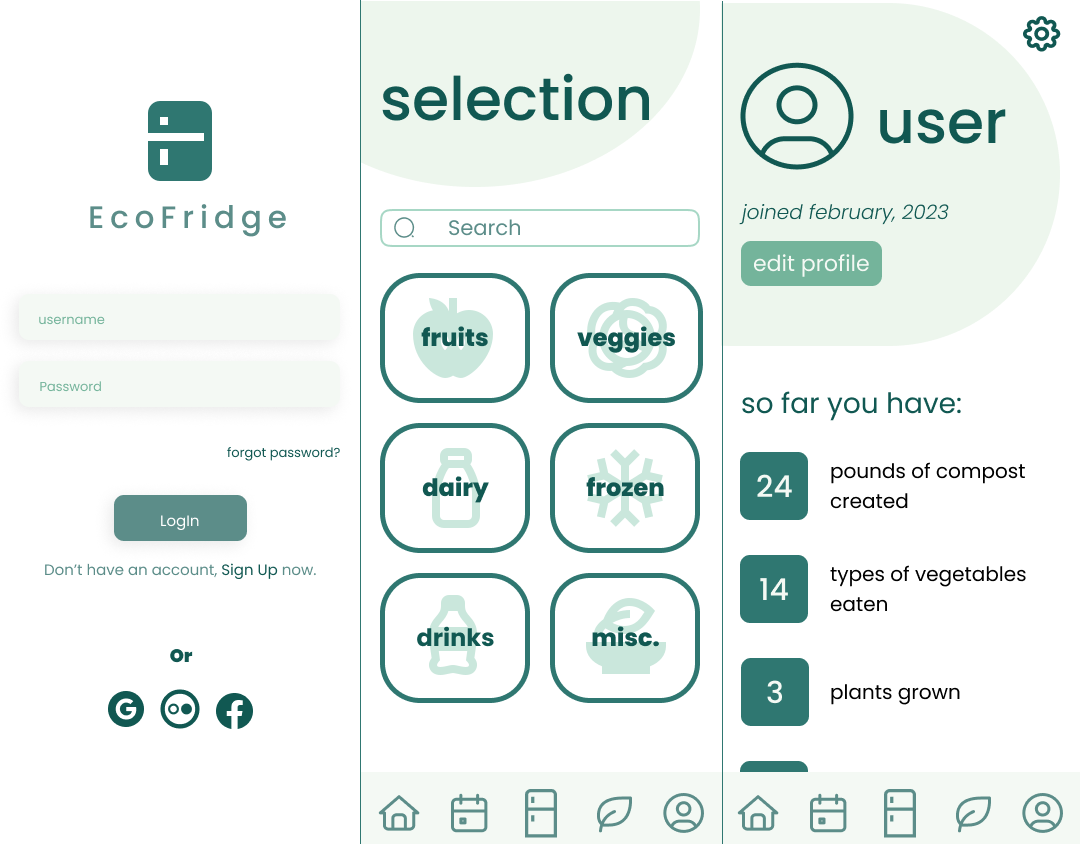 EcoFridge
username
Password
forgot password?
LogIn
Don't have an account, Sign Up now.
Or
selection
Search
fruits
veggies
dairy
frozen
drinks
misc.
user
joined february, 2023
edit profile
so far you have:
24
pounds of compost
created
14
types of vegetables
eaten
3
plants grown